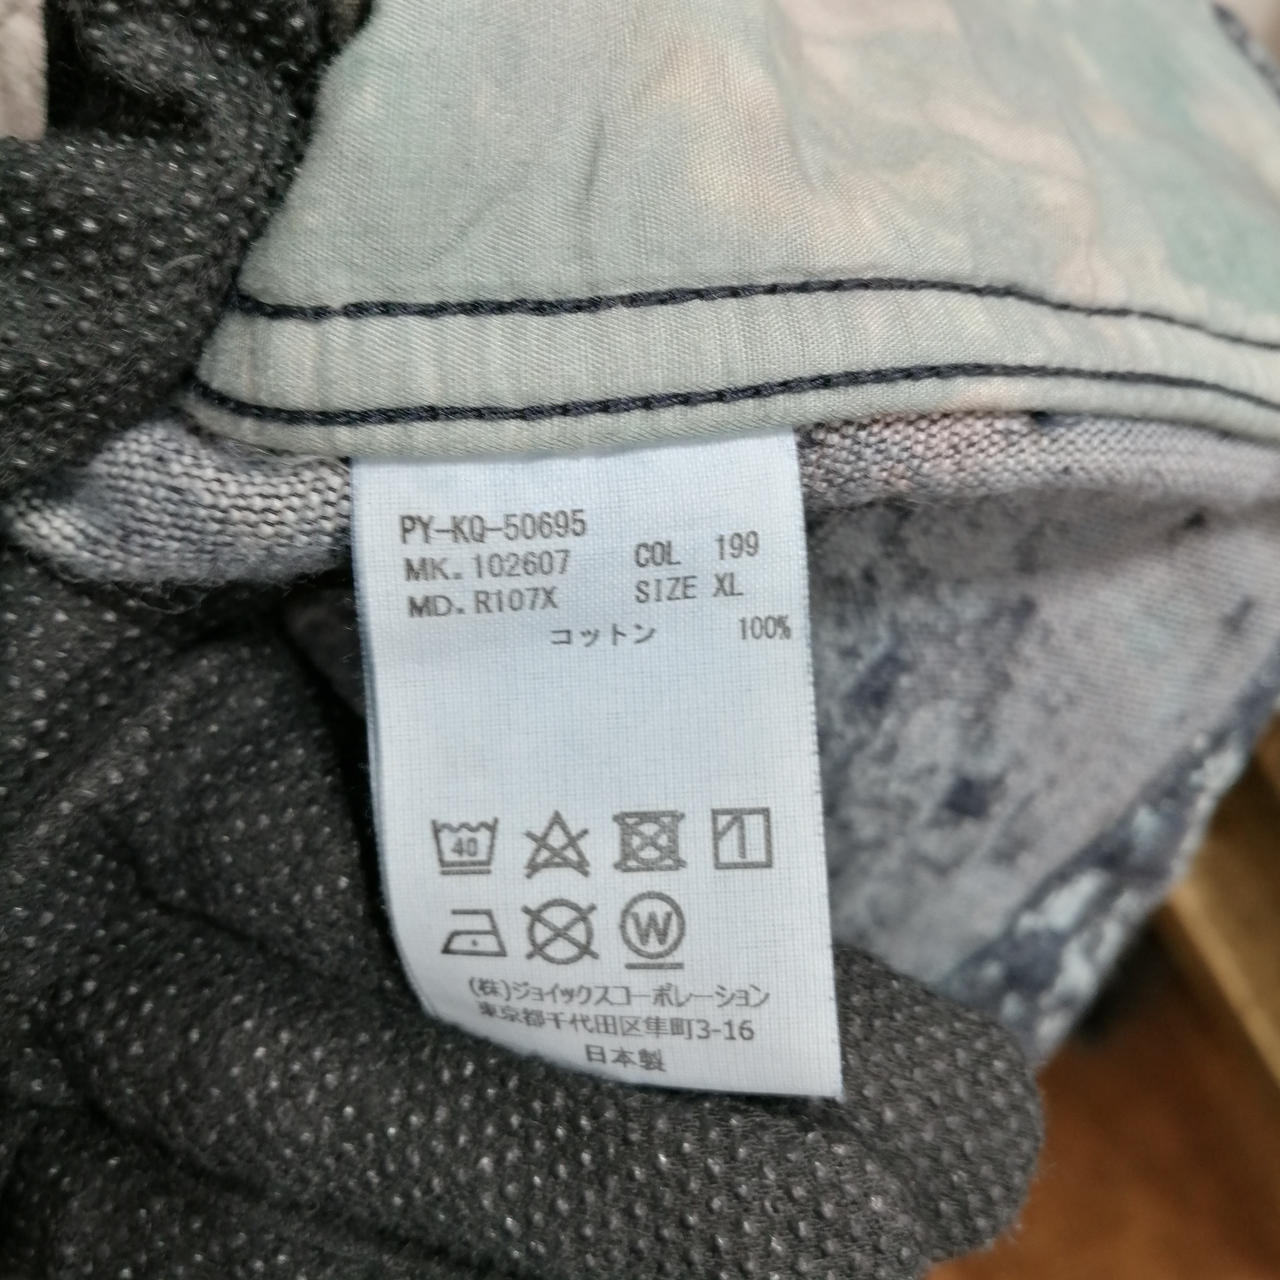 PY-KQ-50695
MK. 102607 COL 199
MD. R107X SIZE XL
コットン 100%
40
W
(株)ジョイックスコーポレーション
東京都千代田区隼町3-16
日本製